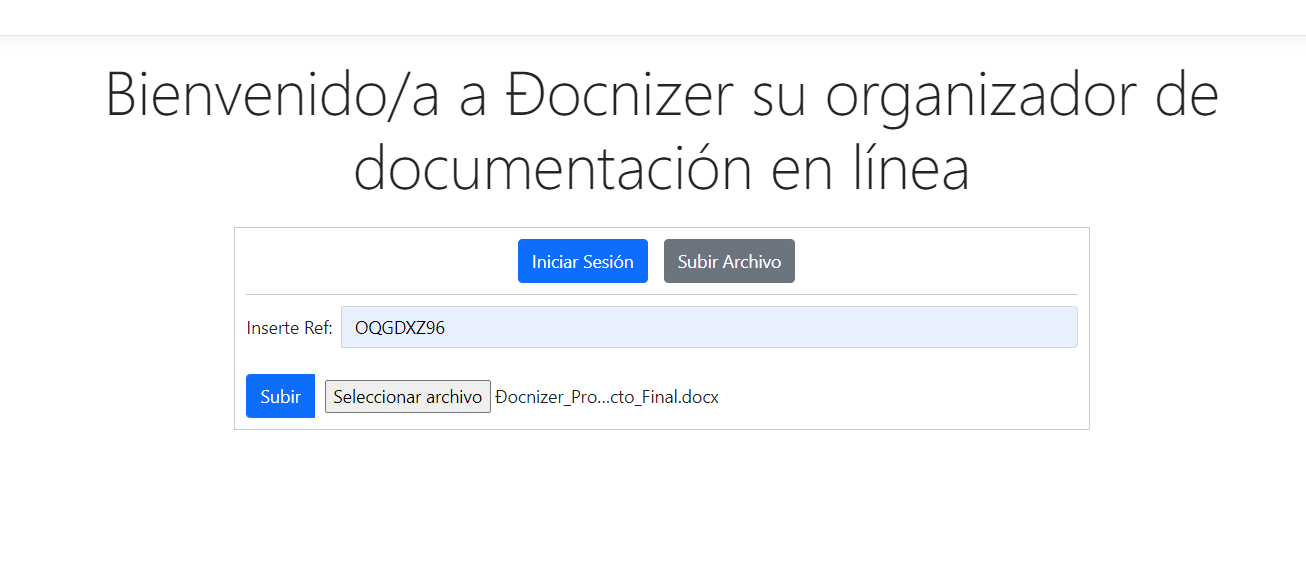 Bienvenido/a a Đocnizer su organizador de
documentación en línea
Iniciar Sesión Subir Archivo
Inserte Ref: OQGDXZ96
Subir Seleccionar archivo Đocnizer_Pro...cto_Final.docx